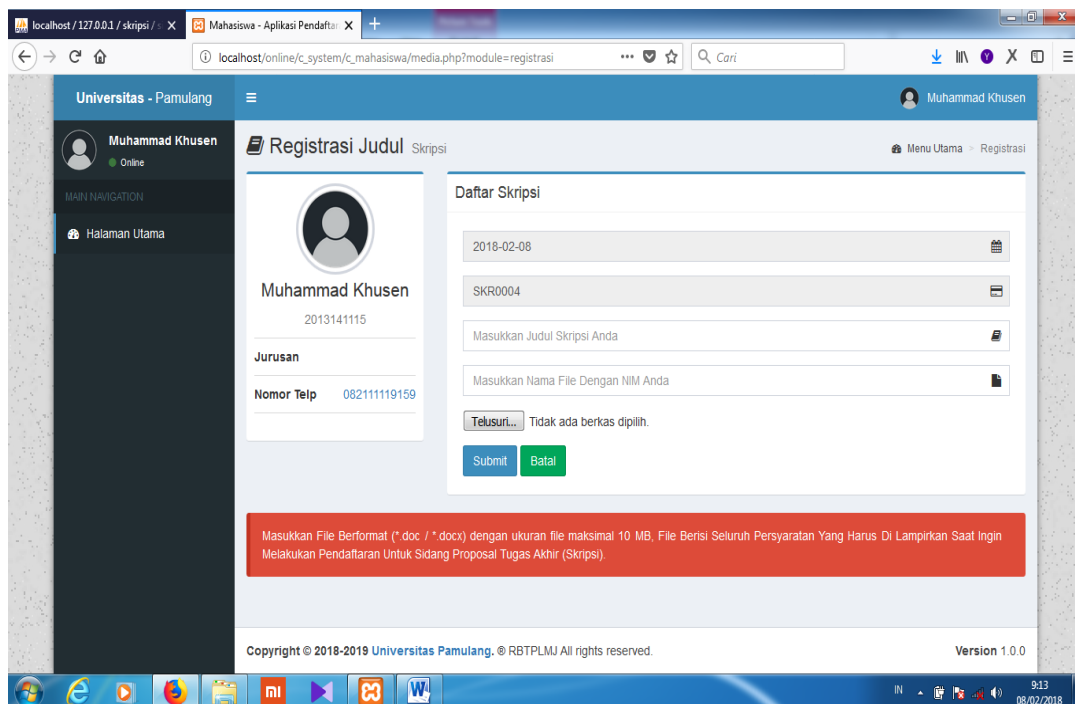 localhost / 127.0.0.1 / skripsi / s
Mahasiswa - Aplikasi Pendaftar
localhost/online/c_system/c_mahasiswa/media.php?module=registrasi
Cari
Universitas - Pamulang
Muhammad Khusen
Muhammad Khusen
Online
MAIN NAVIGATION
Halaman Utama
Registrasi Judul Skripsi
Menu Utama > Registrasi
Muhammad Khusen
2013141115
Jurusan
Nomor Telp 082111119159
Daftar Skripsi
2018-02-08
SKR0004
Masukkan Judul Skripsi Anda
Masukkan Nama File Dengan NIM Anda
Telusuri... Tidak ada berkas dipilih.
Submit Batal
Masukkan File Berformat (*.doc / *.docx) dengan ukuran file maksimal 10 MB, File Berisi Seluruh Persyaratan Yang Harus Di Lampirkan Saat Ingin
Melakukan Pendaftaran Untuk Sidang Proposal Tugas Akhir (Skripsi).
Copyright © 2018-2019 Universitas Pamulang. ® RBTPLMJ All rights reserved.
Version 1.0.0
IN
9:13
08/02/2018